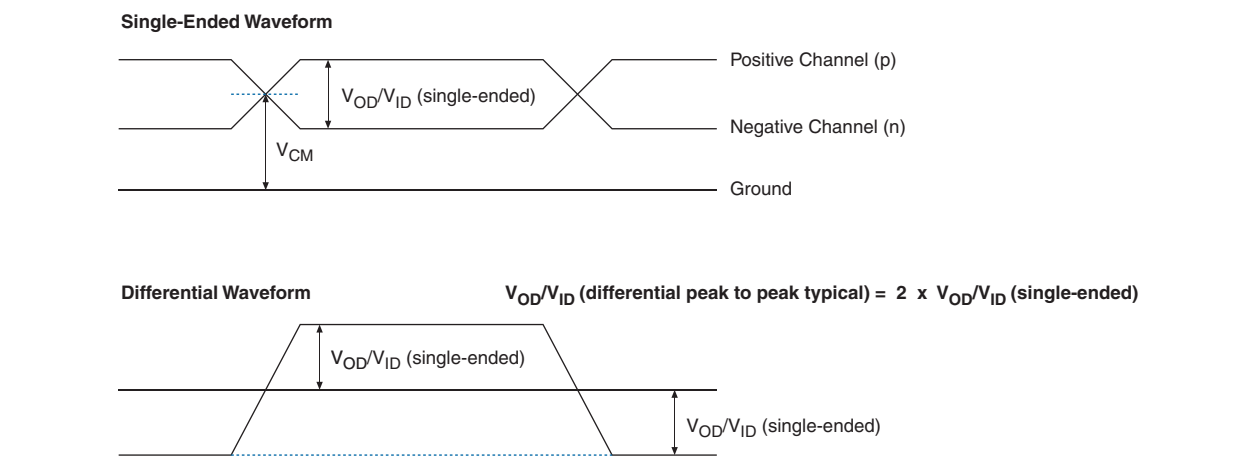 Single-Ended Waveform
Positive Channel (p)
VOD/VID (single-ended)
Negative Channel (n)
VCM
Ground
Differential Waveform
VOD/VID (differential peak to peak typical) = 2 x VOD/VID (single-ended)
VOD/VID (single-ended)
VOD/VID (single-ended)